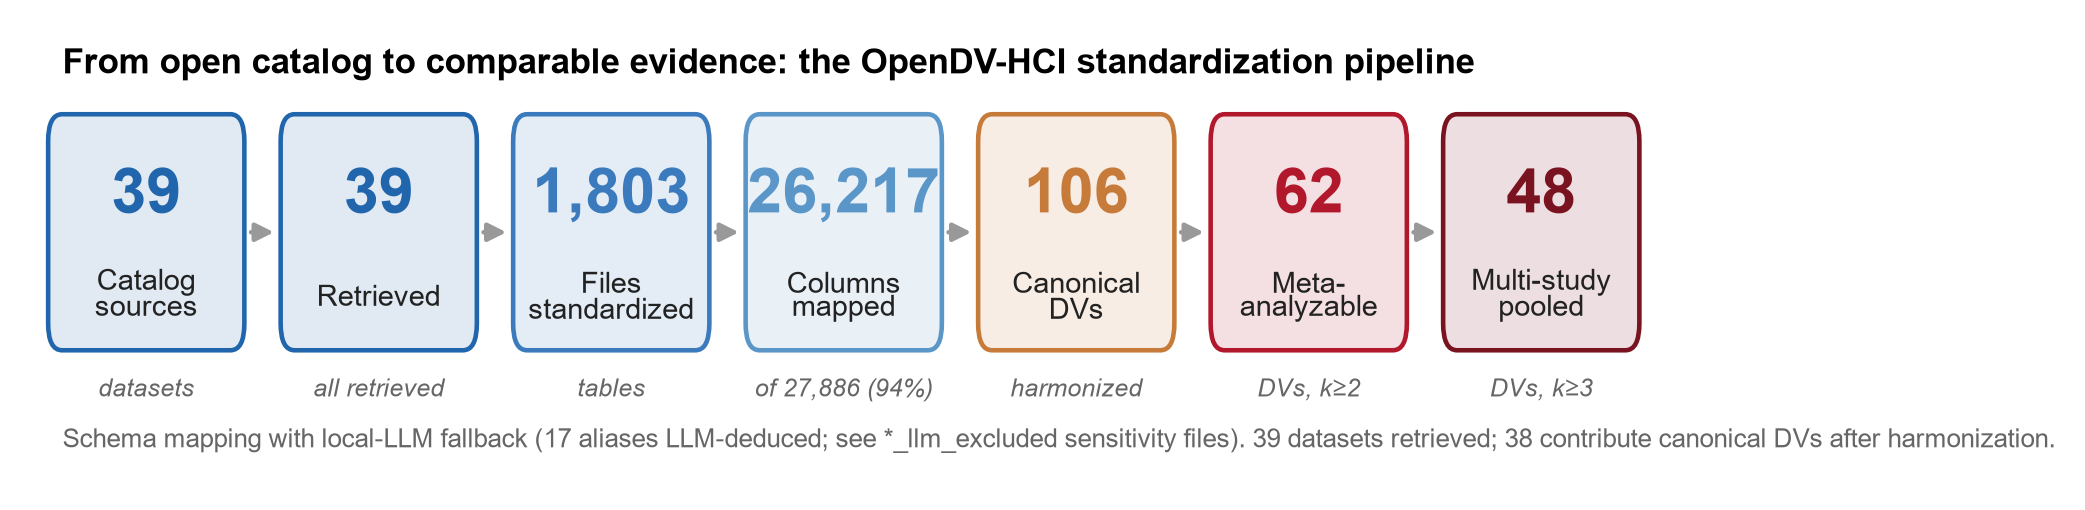 From open catalog to comparable evidence: the OpenDV-HCI standardization pipeline
39
Catalog
sources
datasets
39
Retrieved
all retrieved
1,803
Files
standardized
tables
26,217
Columns
mapped
of 27,886 (94%)
106
Canonical
DVs
harmonized
62
Meta-
analyzable
DVs, k≥2
48
Multi-study
pooled
DVs, k≥3
Schema mapping with local-LLM fallback (17 aliases LLM-deduced; see *_llm_excluded sensitivity files). 39 datasets retrieved; 38 contribute canonical DVs after harmonization.